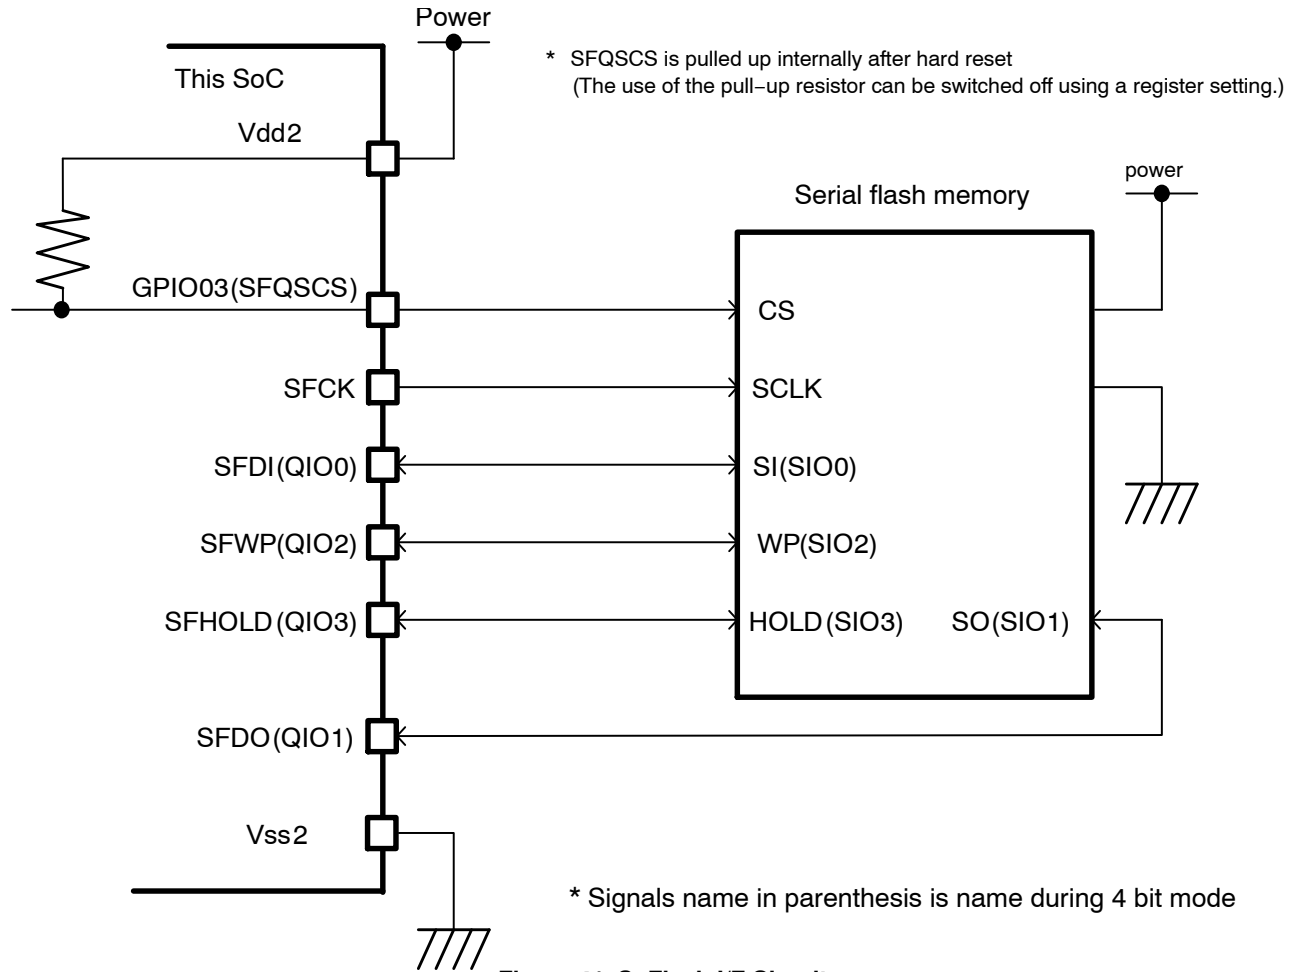 Power
* SFQSCS is pulled up internally after hard reset
(The use of the pull−up resistor can be switched off using a register setting.)
This SoC
Vdd2
power
Serial flash memory
GPIO03(SFQSCS)
CS
SFCK
SCLK
SFDI(QIO0)
SI(SIO0)
SFWP(QIO2)
WP(SIO2)
SFHOLD(QIO3)
HOLD(SIO3)
SO(SIO1)
SFDO(QIO1)
Vss2
* Signals name in parenthesis is name during 4 bit mode